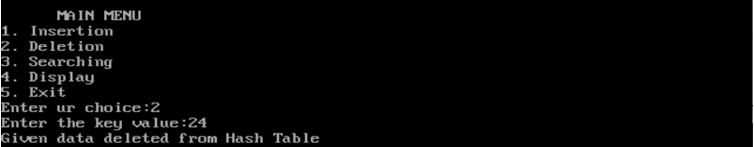 MAIN MENU
1. Insertion
2. Deletion
3. Searching
4. Display
5. Exit
Enter ur choice:2
Enter the key value:24
Given data deleted from Hash Table